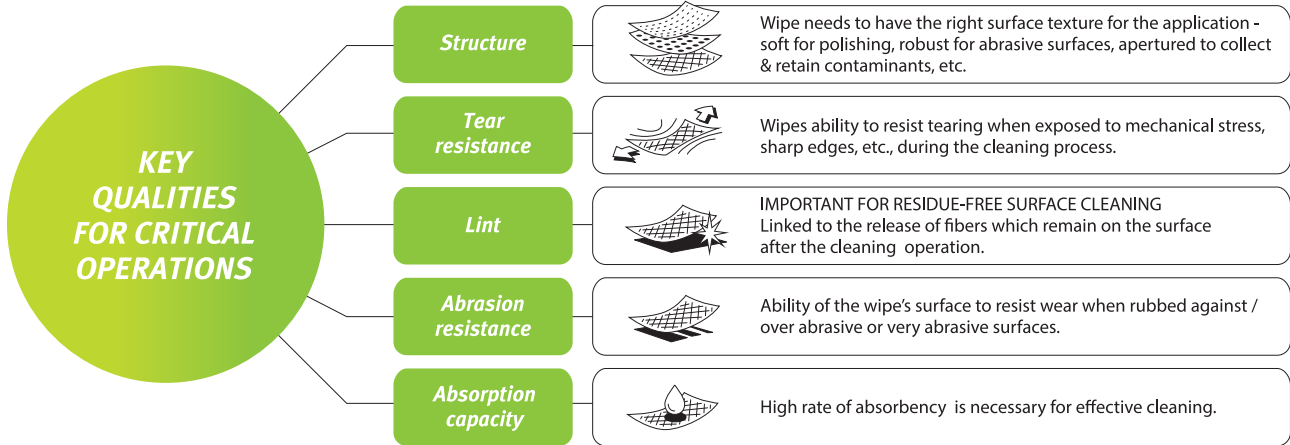 KEY
QUALITIES
FOR CRITICAL
OPERATIONS
Structure
Wipe needs to have the right surface texture for the application -
soft for polishing, robust for abrasive surfaces, apertured to collect
& retain contaminants, etc.
Tear
resistance
Wipes ability to resist tearing when exposed to mechanical stress,
sharp edges, etc., during the cleaning process.
Lint
IMPORTANT FOR RESIDUE-FREE SURFACE CLEANING
Linked to the release of fibers which remain on the surface
after the cleaning operation.
Abrasion
resistance
Ability of the wipe's surface to resist wear when rubbed against /
over abrasive or very abrasive surfaces.
Absorption
capacity
High rate of absorbency is necessary for effective cleaning.